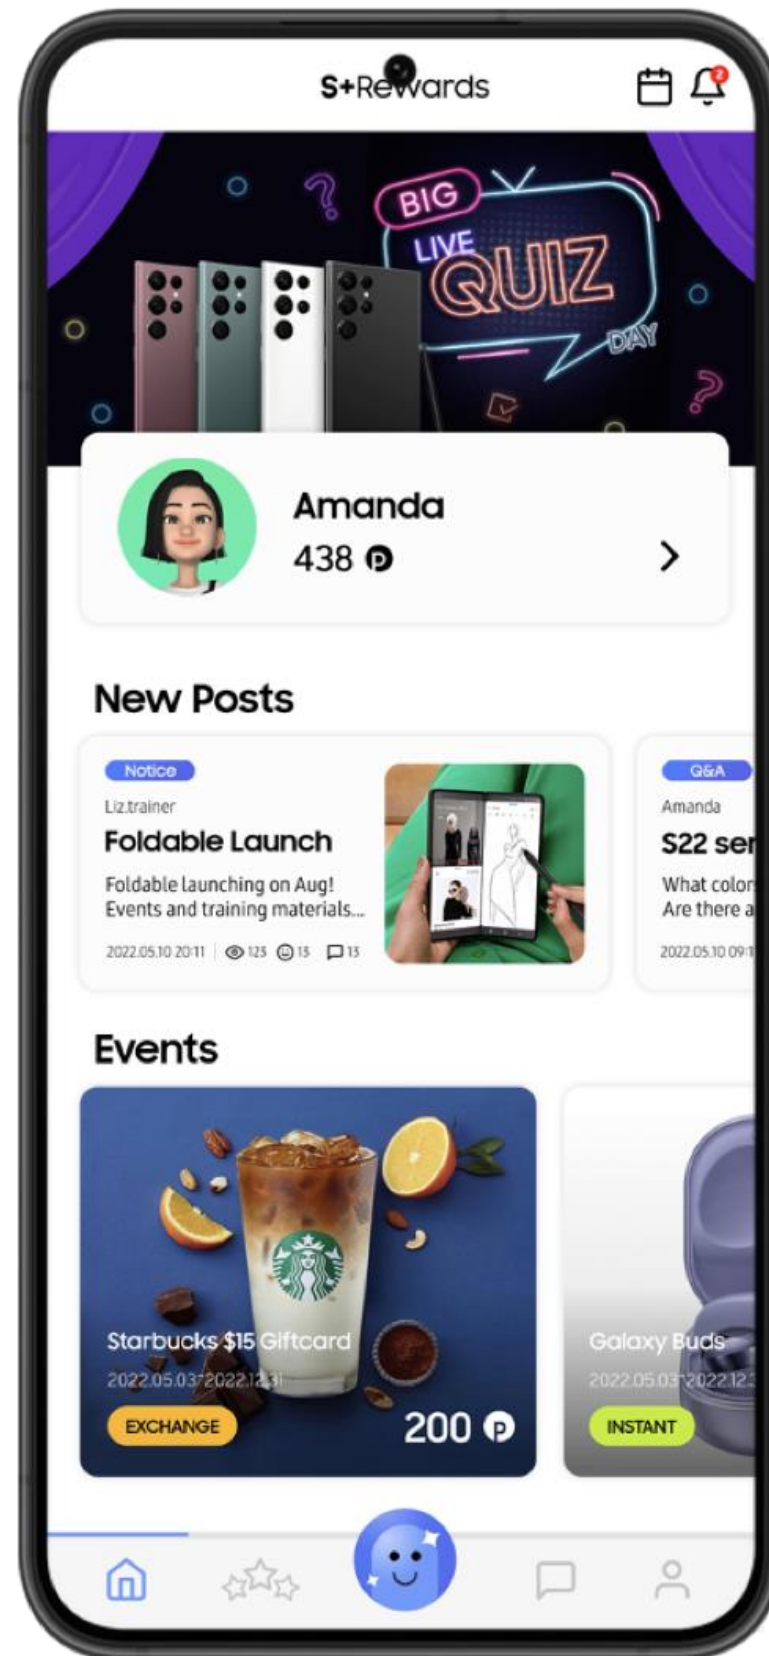 S+Rewards
2
BIG
LIVE
QUIZ
DAY
Amanda
438 P
New Posts
Notice
Liz.trainer
Foldable Launch
Foldable launching on Aug!
Events and training materials...
2022.05.10 20:11 123 13 13
Q&A
Amanda
S22 ser
What color
Are there a
2022.05.10 09:1
Events
Starbucks $15 Giftcard
2022.05.03~2022.12.31
EXCHANGE
200 P
Galaxy Buds
2022.05.03~2022.12.3
INSTANT